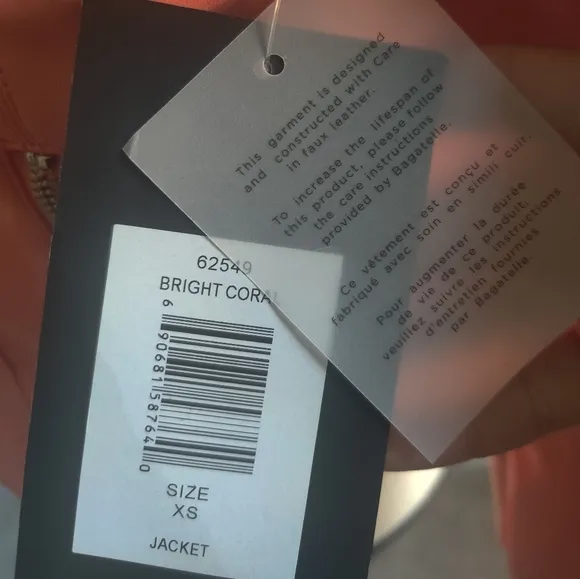 This garment is designed
and constructed with Care
in faux leather.
To increase the lifespan of
this product, please follow
the care instructions
provided by Bagatelle.
Ce vêtement est conçu et
fabriqué avec soin en simili cuir.
Pour augmenter la durée
de vie de ce produit,
veuillez suivre les instructions
d'entretien fournies
par Bagatelle.
62549
BRIGHT CORAL
6 90681 58764 0
SIZE
XS
JACKET